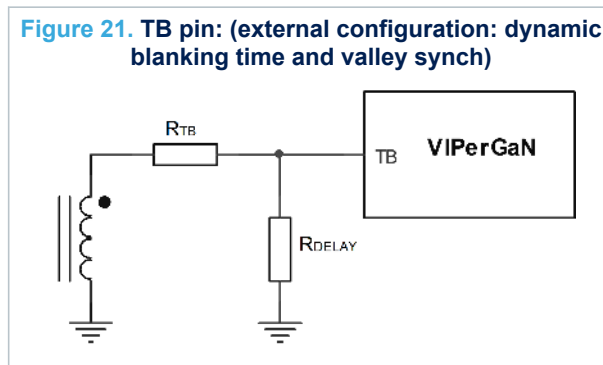 Figure 21. TB pin: (external configuration: dynamic
blanking time and valley synch)
RTB
TB
VIPerGaN
RDELAY